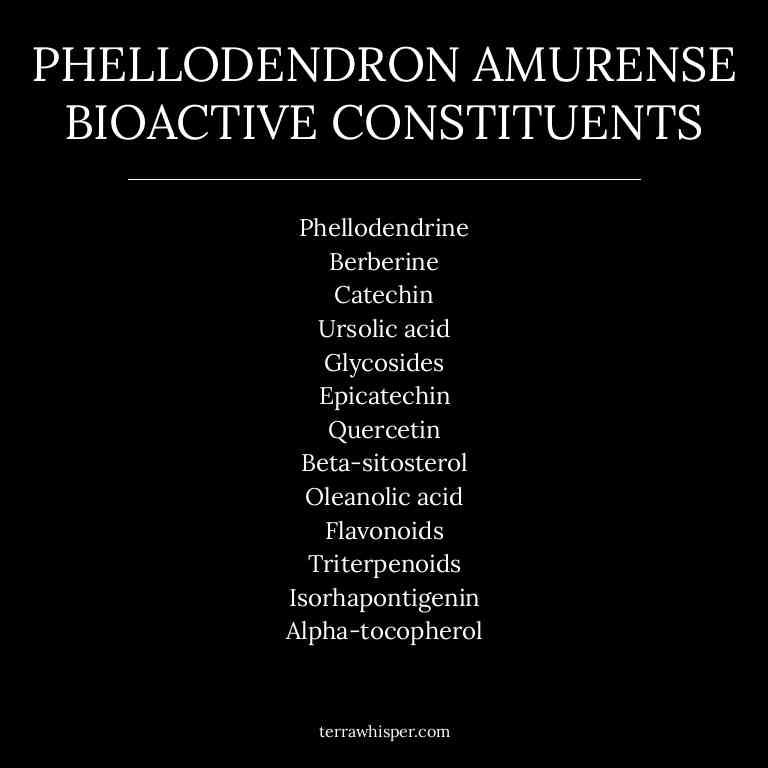 PHELLODENDRON AMURENSE
BIOACTIVE CONSTITUENTS
Phellodendrine
Berberine
Catechin
Ursolic acid
Glycosides
Epicatechin
Quercetin
Beta-sitosterol
Oleanolic acid
Flavonoids
Triterpenoids
Isorhapontigenin
Alpha-tocopherol
terrawhisper.com